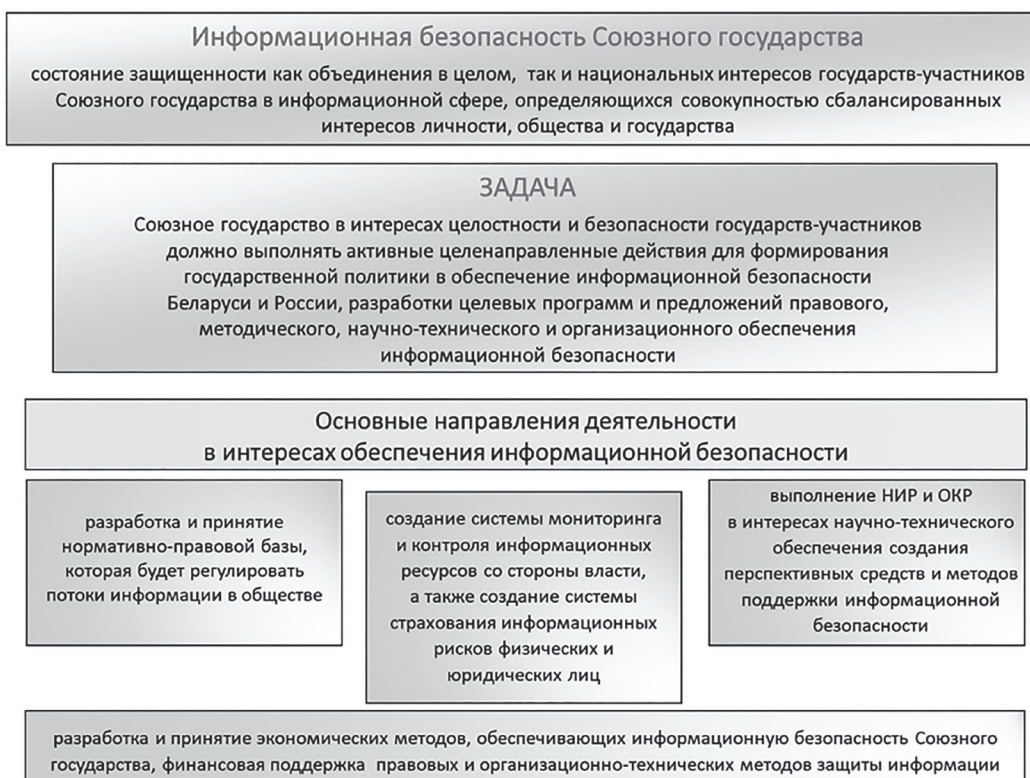 Информационная безопасность Союзного государства
состояние защищенности как объединения в целом, так и национальных интересов государств-участников
Союзного государства в информационной сфере, определяющихся совокупностью сбалансированных
интересов личности, общества и государства
ЗАДАЧА
Союзное государство в интересах целостности и безопасности государств-участников
должно выполнять активные целенаправленные действия для формирования
государственной политики в обеспечение информационной безопасности
Беларуси и России, разработки целевых программ и предложений правового,
методического, научно-технического и организационного обеспечения
информационной безопасности
Основные направления деятельности
в интересах обеспечения информационной безопасности
разработка и принятие
нормативно-правовой базы,
которая будет регулировать
потоки информации в обществе
создание системы мониторинга
и контроля информационных
ресурсов со стороны власти,
а также создание системы
страхования информационных
рисков физических и
юридических лиц
выполнение НИР и ОКР
в интересах научно-технического
обеспечения создания
перспективных средств и методов
поддержки информационной
безопасности
разработка и принятие экономических методов, обеспечивающих информационную безопасность Союзного
государства, финансовая поддержка правовых и организационно-технических методов защиты информации